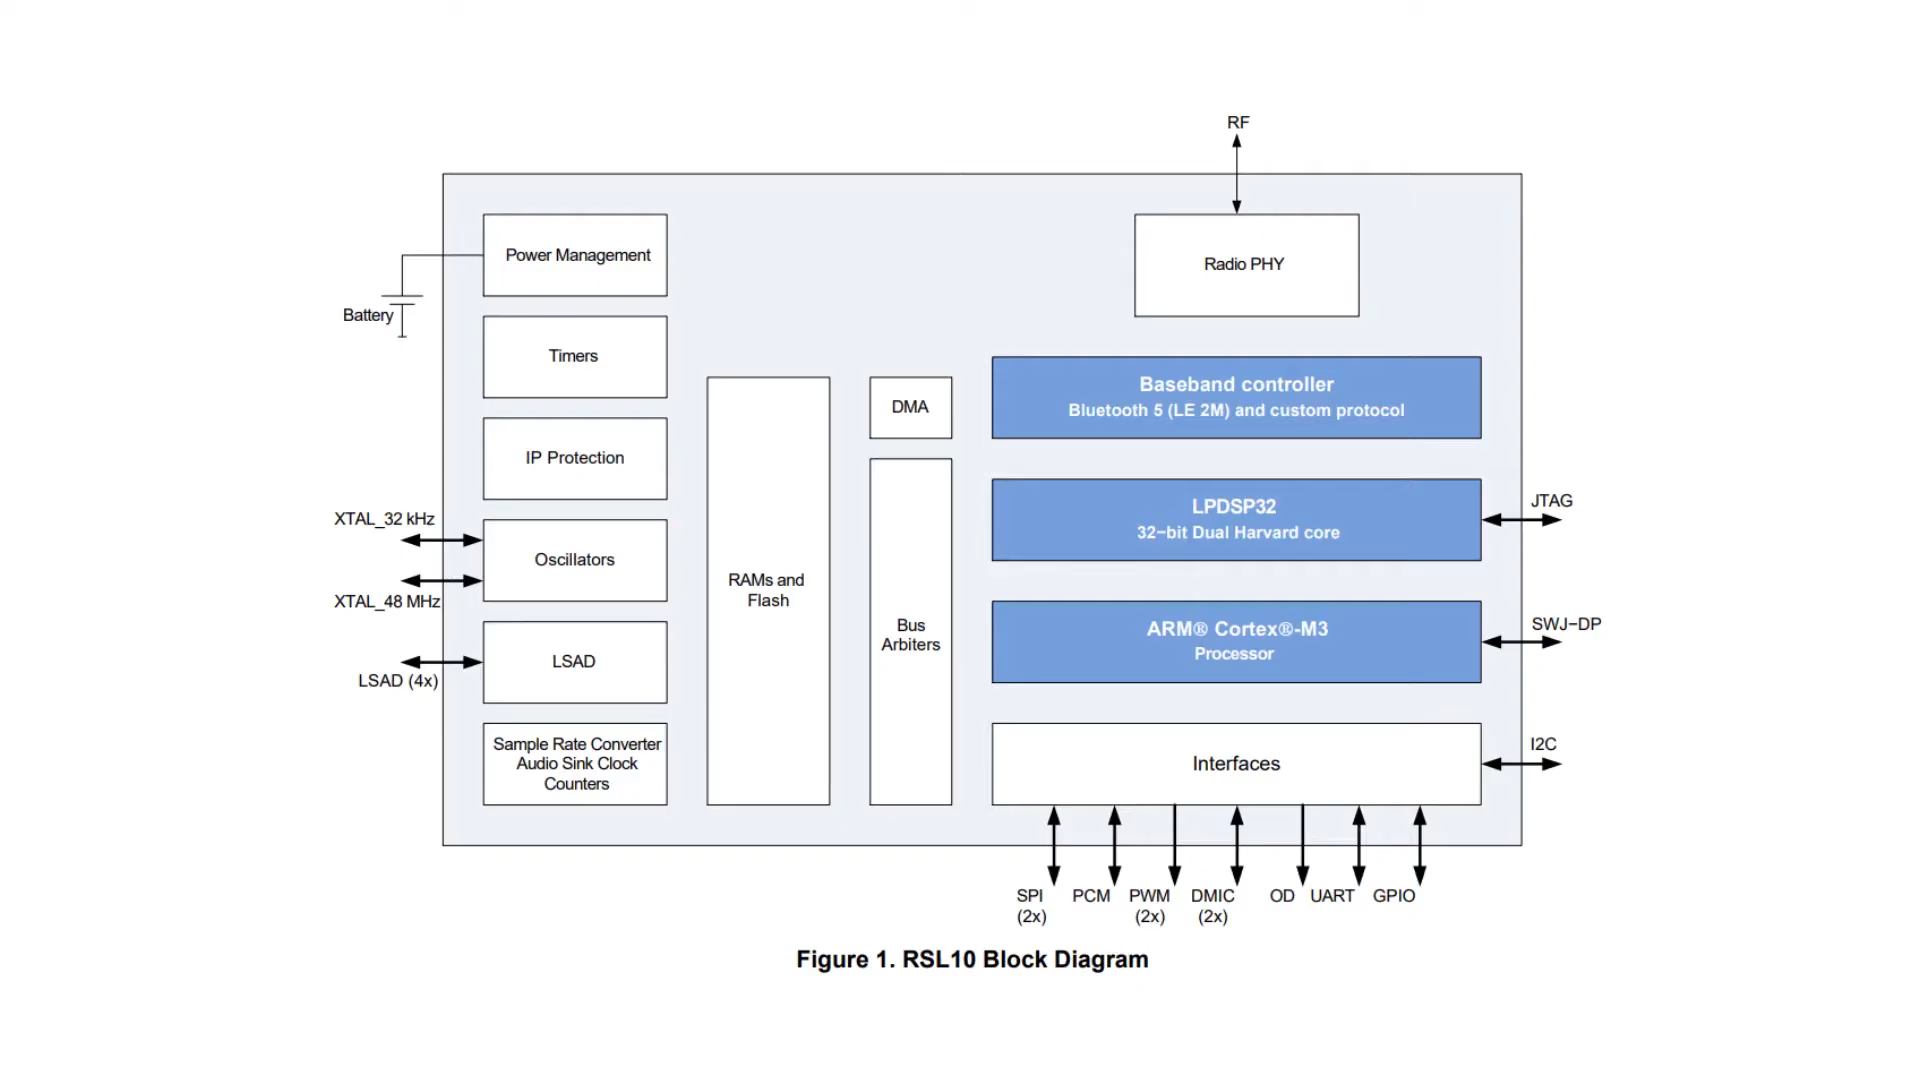 RF
Power Management
Radio PHY
Battery
Timers
Baseband controller
Bluetooth 5 (LE 2M) and custom protocol
DMA
IP Protection
LPDSP32
32−bit Dual Harvard core
JTAG
XTAL_32 kHz
Oscillators
XTAL_48 MHz
RAMs and
Flash
Bus
Arbiters
ARM® Cortex®-M3
Processor
SWJ−DP
LSAD
LSAD (4x)
Sample Rate Converter
Audio Sink Clock
Counters
Interfaces
I2C
SPI
(2x)
PCM
PWM
(2x)
DMIC
(2x)
OD
UART
GPIO
Figure 1. RSL10 Block Diagram